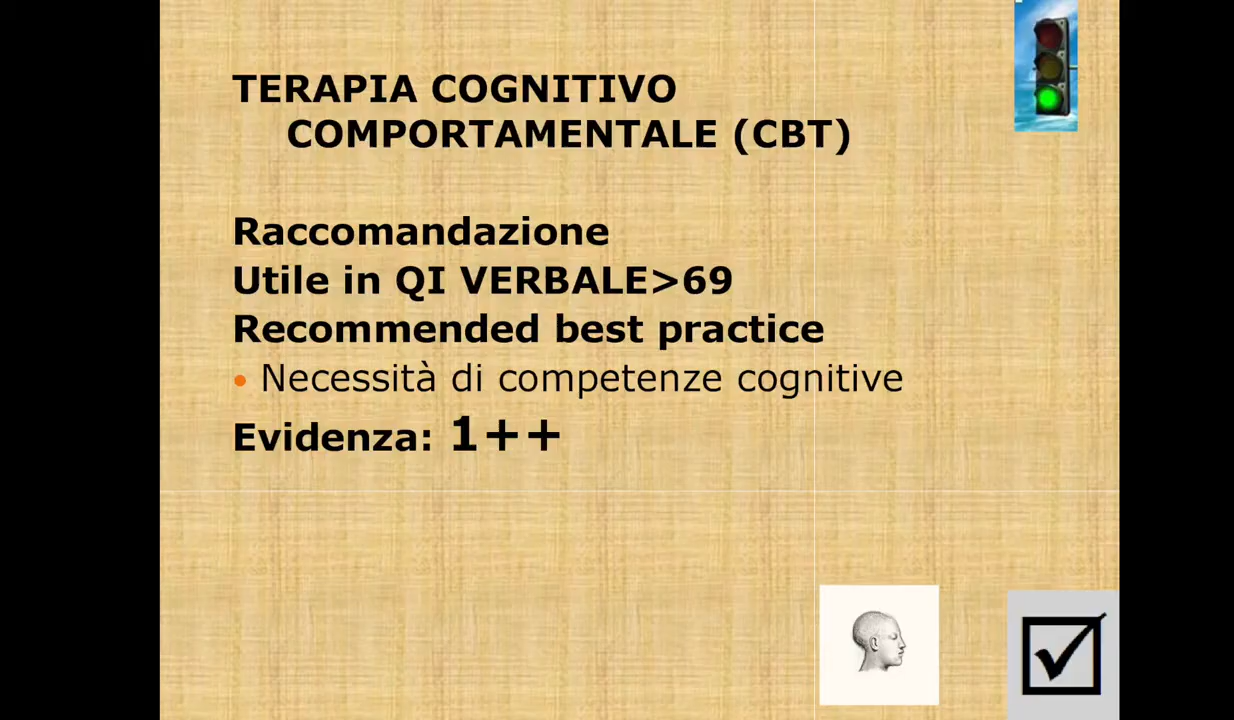 TERAPIA COGNITIVO
COMPORTAMENTALE (CBT)
Raccomandazione
Utile in QI VERBALE>69
Recommended best practice
• Necessità di competenze cognitive
Evidenza: 1++